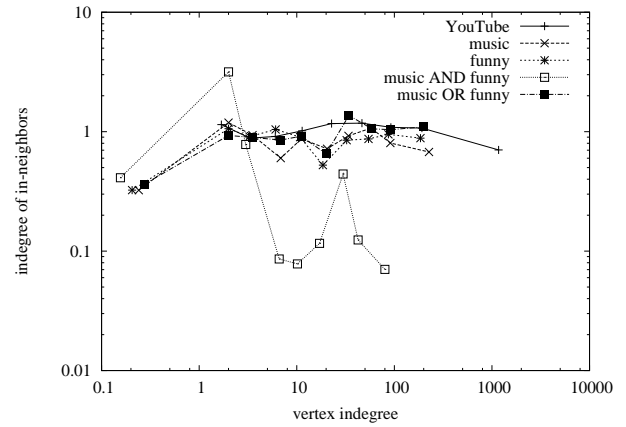 10
1
0.1
0.01
0.1
1
10
100
1000
10000
indegree of in-neighbors
vertex indegree
YouTube
music
funny
music AND funny
music OR funny